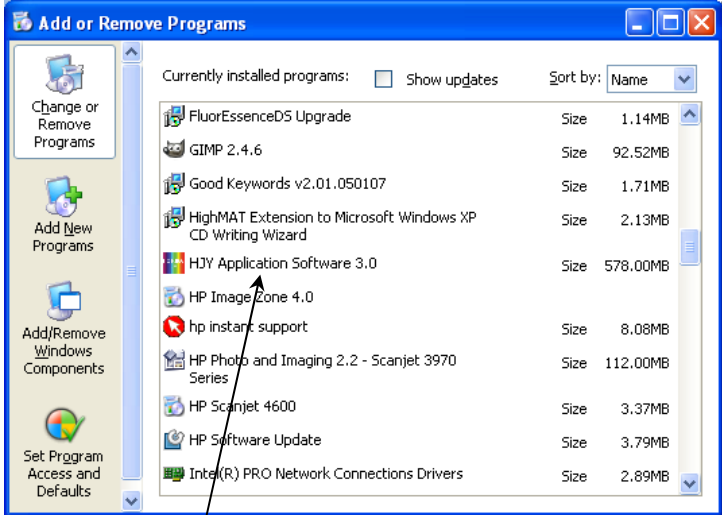 Add or Remove Programs
Change or
Remove
Programs
Add New
Programs
Add/Remove
Windows
Components
Set Program
Access and
Defaults
Currently installed programs: Show updates Sort by: Name
FluorEssenceDS Upgrade Size 1.14MB
GIMP 2.4.6 Size 92.52MB
Good Keywords v2.01.050107 Size 1.71MB
HighMAT Extension to Microsoft Windows XP Size 2.13MB
CD Writing Wizard
HJY Application Software 3.0 Size 578.00MB
HP Image Zone 4.0
hp instant support Size 8.08MB
HP Photo and Imaging 2.2 - Scanjet 3970 Size 112.00MB
Series
HP Scanjet 4600 Size 3.37MB
HP Software Update Size 3.79MB
Intel(R) PRO Network Connections Drivers Size 2.89MB